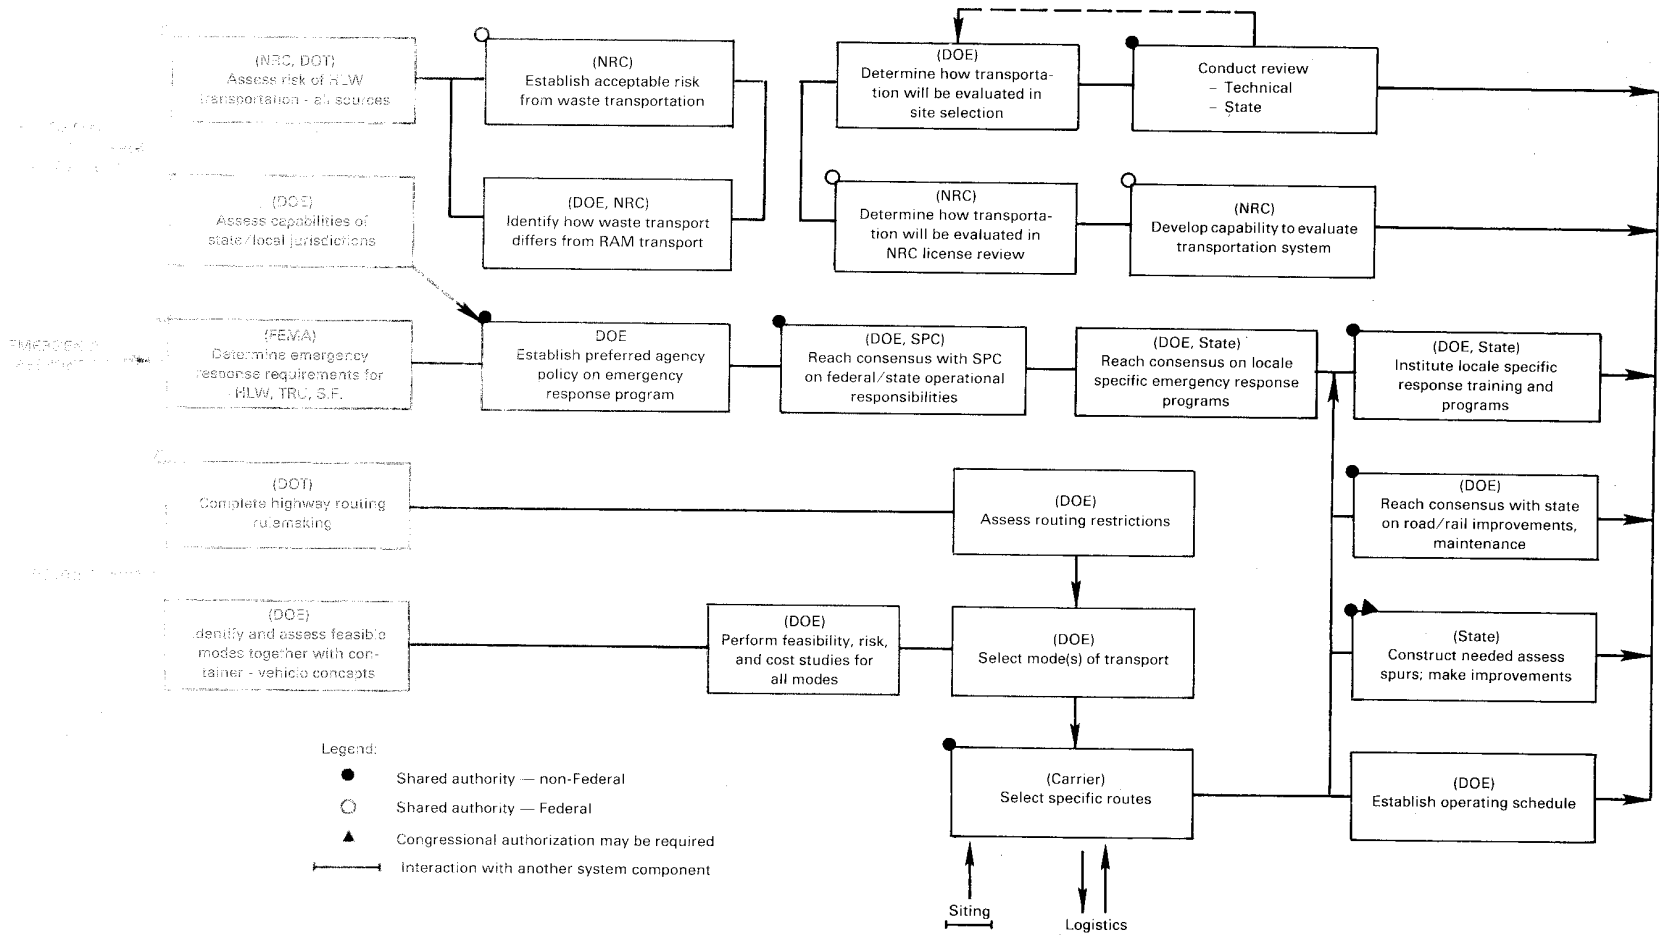 (NRC, DOT)
Assess risk of HLW
transportation - all sources
(NRC)
Establish acceptable risk
from waste transportation
(DOE)
Determine how transporta-
tion will be evaluated in
site selection
Conduct review
– Technical
– State
(DOE)
Assess capabilities of
state/local jurisdictions
(DOE, NRC)
Identify how waste transport
differs from RAM transport
(NRC)
Determine how transporta-
tion will be evaluated in
NRC license review
(NRC)
Develop capability to evaluate
transportation system
(FEMA)
Determine emergency
response requirements for
HLW, TRC, S.F.
DOE
Establish preferred agency
policy on emergency
response program
(DOE, SPC)
Reach consensus with SPC
on federal/state operational
responsibilities
(DOE, State)
Reach consensus on locale
specific emergency response
programs
(DOE, State)
Institute locale specific
response training and
programs
(DOT)
Complete highway routing
rulemaking
(DOE)
Assess routing restrictions
(DOE)
Reach consensus with state
on road/rail improvements,
maintenance
(DOE)
Identify and assess feasible
modes together with con-
tainer - vehicle concepts
(DOE)
Perform feasibility, risk,
and cost studies for
all modes
(DOE)
Select mode(s) of transport
(State)
Construct needed assess
spurs; make improvements
(Carrier)
Select specific routes
(DOE)
Establish operating schedule
Legend:
Shared authority — non-Federal
Shared authority — Federal
Congressional authorization may be required
Interaction with another system component
Siting
Logistics